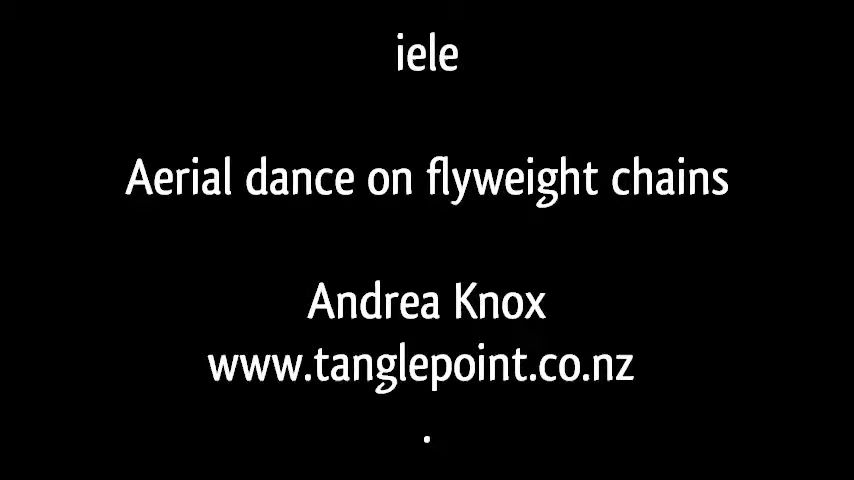 iele
Aerial dance on flyweight chains
Andrea Knox
www.tanglepoint.co.nz
.